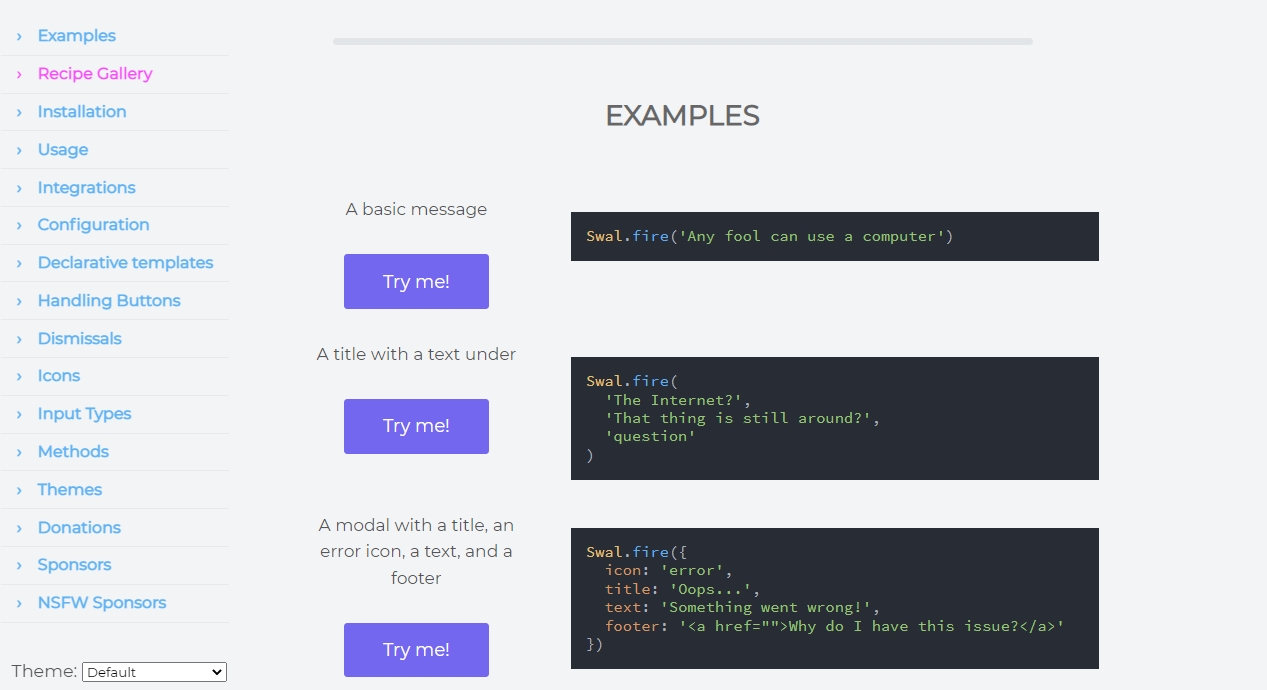 › Examples
› Recipe Gallery
› Installation
› Usage
› Integrations
› Configuration
› Declarative templates
› Handling Buttons
› Dismissals
› Icons
› Input Types
› Methods
› Themes
› Donations
› Sponsors
› NSFW Sponsors
Theme: Default
EXAMPLES
A basic message
Try me!
Swal.fire('Any fool can use a computer')
A title with a text under
Try me!
Swal.fire(
  'The Internet?',
  'That thing is still around?',
  'question'
)
A modal with a title, an
error icon, a text, and a
footer
Try me!
Swal.fire({
  icon: 'error',
  title: 'Oops...',
  text: 'Something went wrong!',
  footer: '<a href="">Why do I have this issue?</a>'
})